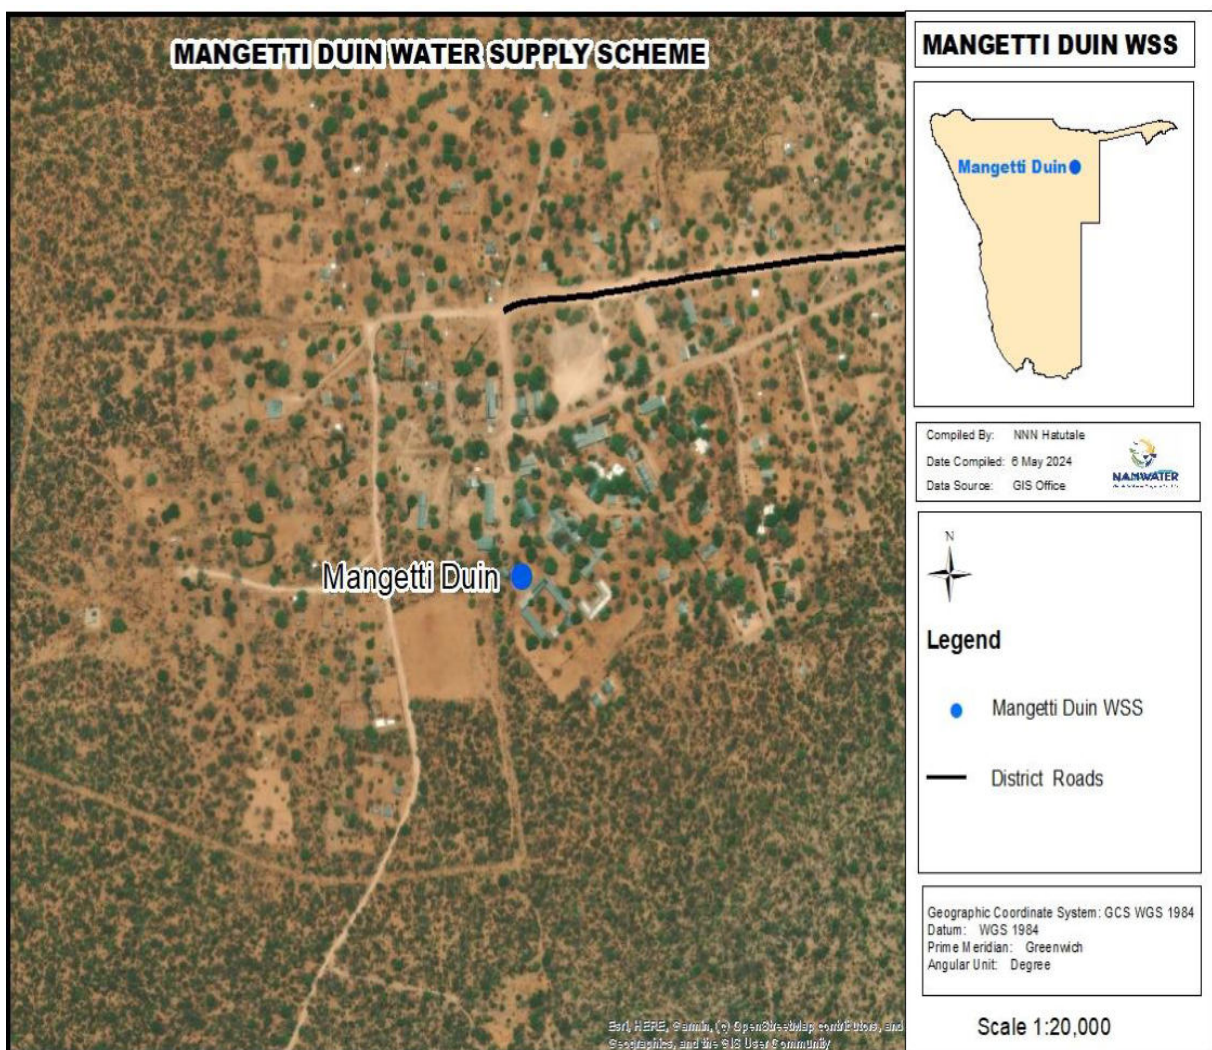 MANGETTI DUIN WATER SUPPLY SCHEME
Mangetti Duin
Esri, HERE, Garmin, (c) OpenStreetMap contributors, and
Geographics, and the GIS User Community
MANGETTI DUIN WSS
Mangetti Duin
Compiled By: NNN Hatutale
Date Compiled: 6 May 2024
Data Source: GIS Office
NAMWATER
N
Legend
Mangetti Duin WSS
District Roads
Geographic Coordinate System: GCS WGS 1984
Datum: WGS 1984
Prime Meridian: Greenwich
Angular Unit: Degree
Scale 1:20,000